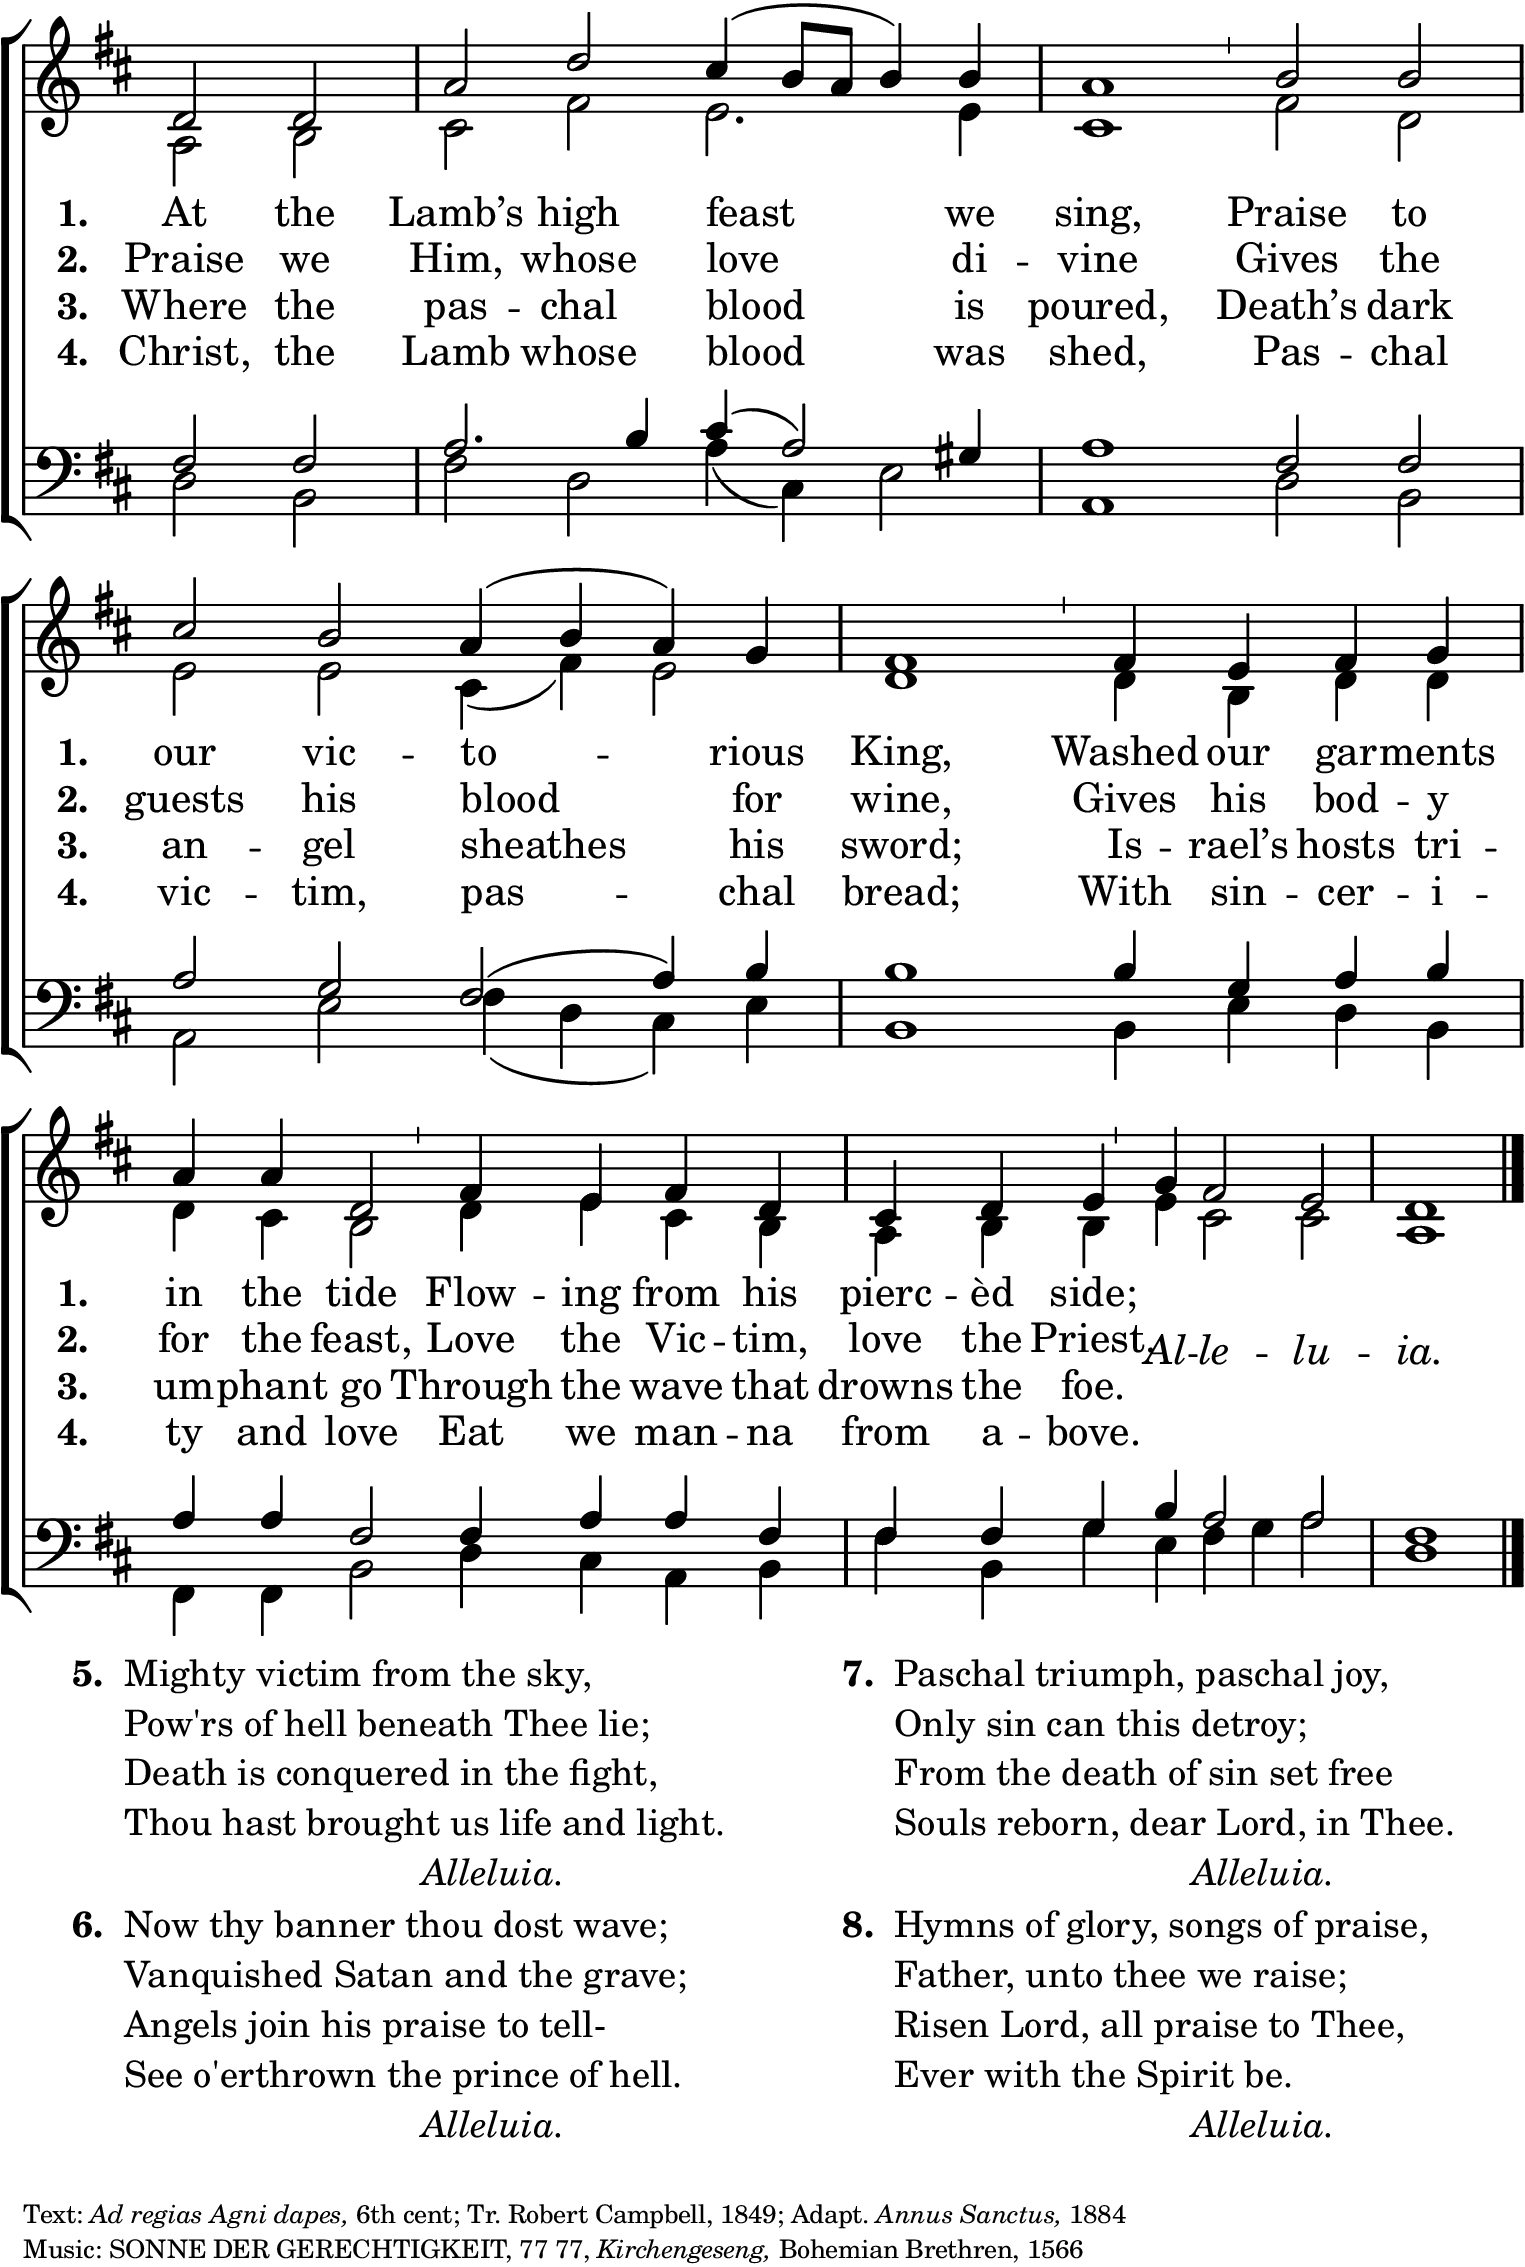 1. At the Lamb’s high feast we sing, Praise to
2. Praise we Him, whose love di -- vine Gives the
3. Where the pas -- chal blood is poured, Death’s dark
4. Christ, the Lamb whose blood was shed, Pas -- chal
1. our vic -- to -- rious King, Washed our garments
2. guests his blood for wine, Gives his bod -- y
3. an -- gel sheathes his sword; Is -- rael’s hosts tri --
4. vic -- tim, pas -- chal bread; With sin -- cer -- i --
1. in the tide Flow -- ing from his pierc -- èd side;
2. for the feast, Love the Vic -- tim, love the Priest.
Al-le -- lu -- ia.
3. umphant go Through the wave that drowns the foe.
4. ty and love Eat we man -- na from a -- bove.
5. Mighty victim from the sky,
Pow'rs of hell beneath Thee lie;
Death is conquered in the fight,
Thou hast brought us life and light.
Alleluia.
6. Now thy banner thou dost wave;
Vanquished Satan and the grave;
Angels join his praise to tell-
See o'erthrown the prince of hell.
Alleluia.
7. Paschal triumph, paschal joy,
Only sin can this detroy;
From the death of sin set free
Souls reborn, dear Lord, in Thee.
Alleluia.
8. Hymns of glory, songs of praise,
Father, unto thee we raise;
Risen Lord, all praise to Thee,
Ever with the Spirit be.
Alleluia.
Text: Ad regias Agni dapes, 6th cent; Tr. Robert Campbell, 1849; Adapt. Annus Sanctus, 1884
Music: SONNE DER GERECHTIGKEIT, 77 77, Kirchengeseng, Bohemian Brethren, 1566